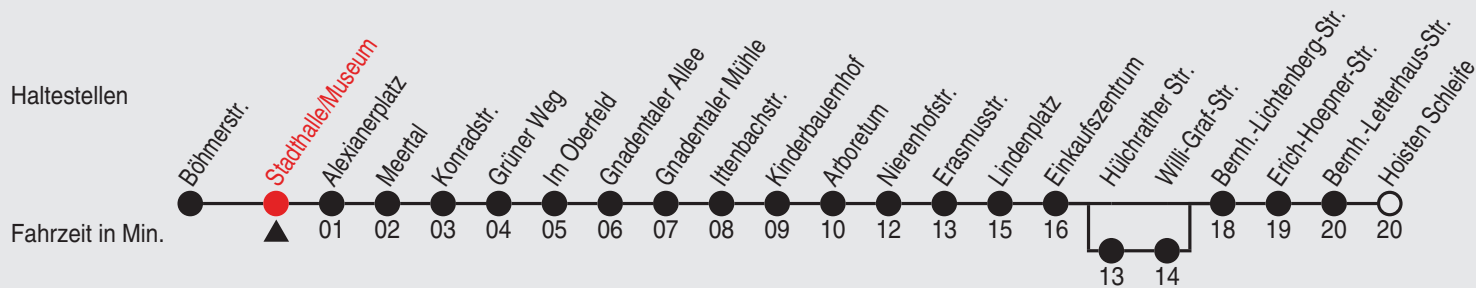 Haltestellen
Böhmerstr.
Stadthalle/Museum
Alexianerplatz
Meertal
Konradstr.
Grüner Weg
Im Oberfeld
Gnadentaler Allee
Gnadentaler Mühle
Ittenbachstr.
Kinderbauernhof
Arboretum
Nierenhofstr.
Erasmusstr.
Lindenplatz
Einkaufszentrum
Hülchrather Str.
Willi-Graf-Str.
Bernh.-Lichtenberg-Str.
Erich-Hoepner-Str.
Bernh.-Letterhaus-Str.
Hoisten Schleife
Fahrzeit in Min.
01 02 03 04 05 06 07 08 09 10 12 13 15 16 18 19 20 20
13 14